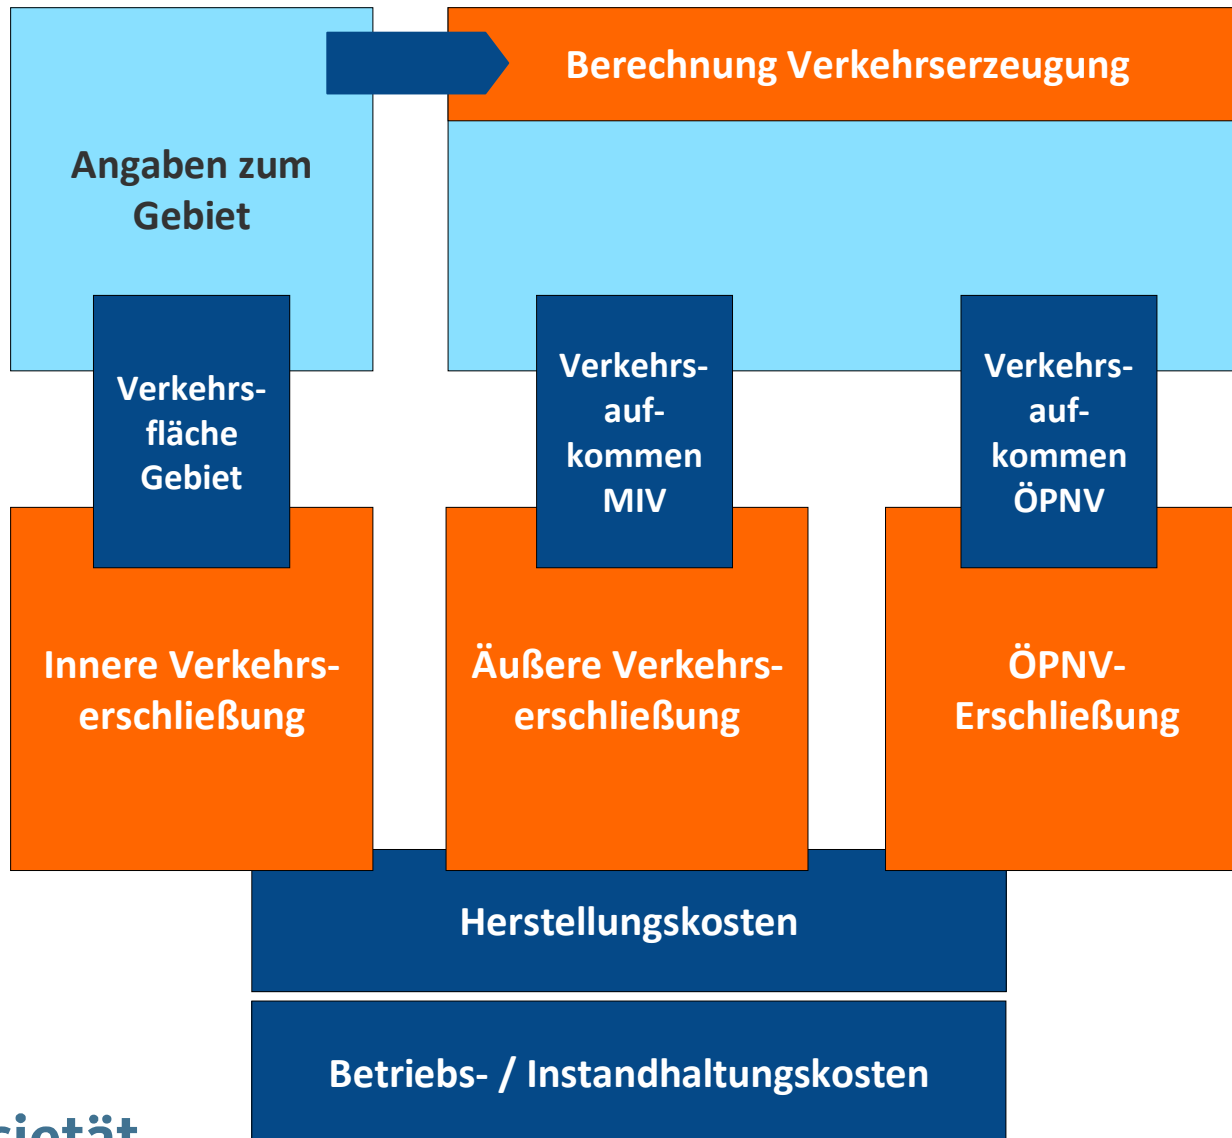 Berechnung Verkehrserzeugung
Angaben zum
Gebiet
Verkehrs-
fläche
Gebiet
Verkehrs-
auf-
kommen
MIV
Verkehrs-
auf-
kommen
ÖPNV
Innere Verkehrs-
erschließung
Äußere Verkehrs-
erschließung
ÖPNV-
Erschließung
Herstellungskosten
Betriebs- / Instandhaltungskosten